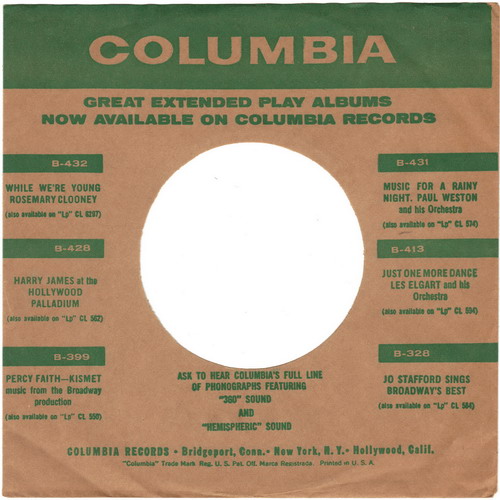 COLUMBIA
GREAT EXTENDED PLAY ALBUMS
NOW AVAILABLE ON COLUMBIA RECORDS
B-432
WHILE WE'RE YOUNG
ROSEMARY CLOONEY
(also available on "Lp" CL 6297)
B-428
HARRY JAMES at the
HOLLYWOOD
PALLADIUM
(also available on "Lp" CL 562)
B-399
PERCY FAITH—KISMET
music from the Broadway
production
(also available on "Ls" CL 550)
B-431
MUSIC FOR A RAINY
NIGHT. PAUL WESTON
and his Orchestra
(also available on "Lp" CL 574)
B-413
JUST ONE MORE DANCE
LES ELGART and his
Orchestra
(also available on "Lp" CL 594)
B-328
JO STAFFORD SINGS
BROADWAY'S BEST
(also available on "Lp" CL 584)
ASK TO HEAR COLUMBIA'S FULL LINE
OF PHONOGRAPHS FEATURING
"360" SOUND
AND
"HEMISPHERIC" SOUND
COLUMBIA RECORDS • Bridgeport, Conn. • New York, N. Y. • Hollywood, Calif.
"Columbia" Trade Mark Reg. U. S. Pat. Off. Marca Registrada. Printed in U. S. A.